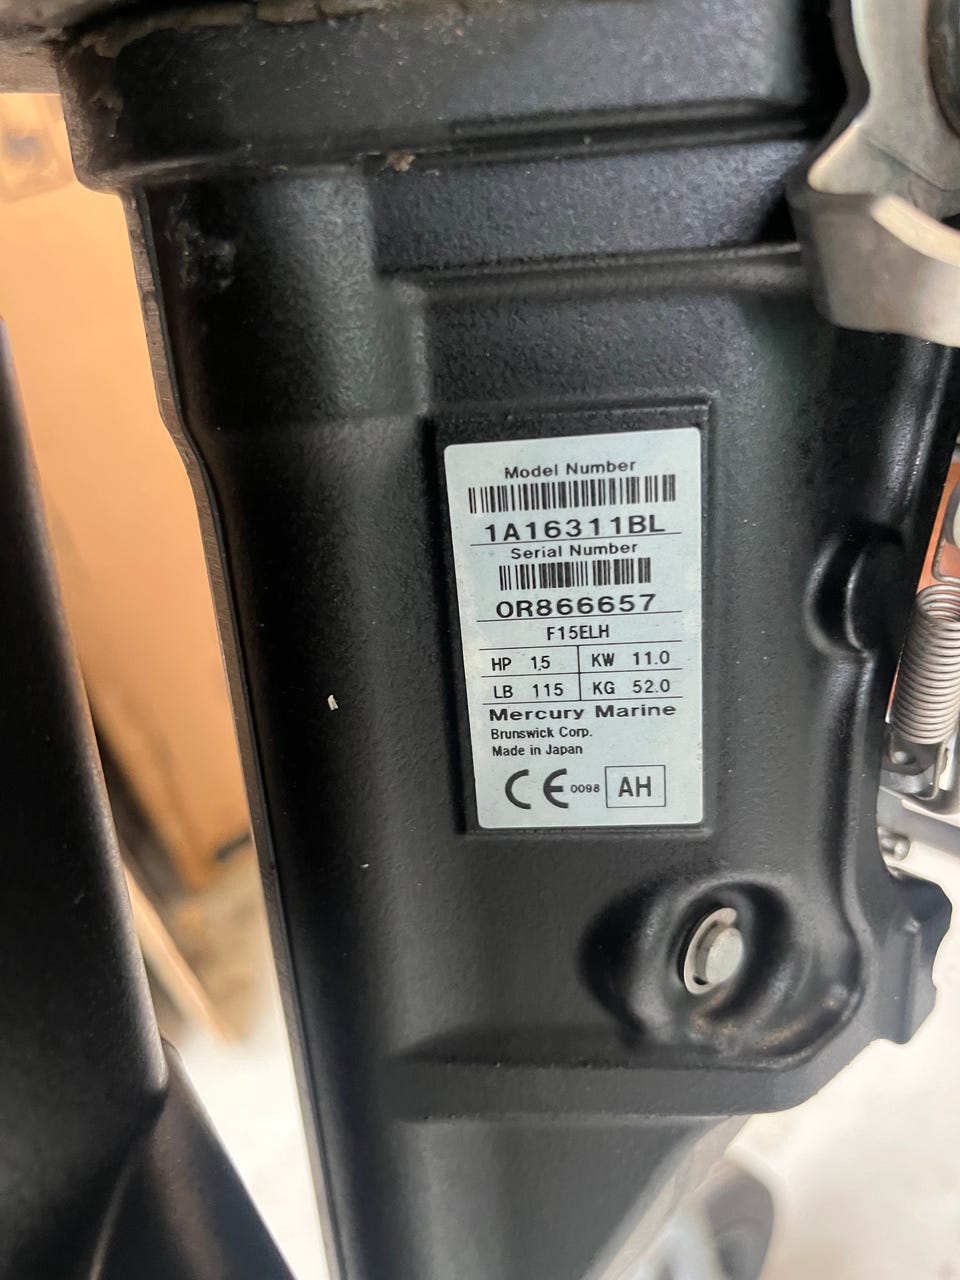 Model Number
1A16311BL
Serial Number
0R866657
F15ELH
HP 15 KW 11.0
LB 115 KG 52.0
Mercury Marine
Brunswick Corp.
Made in Japan
CE 0098 AH